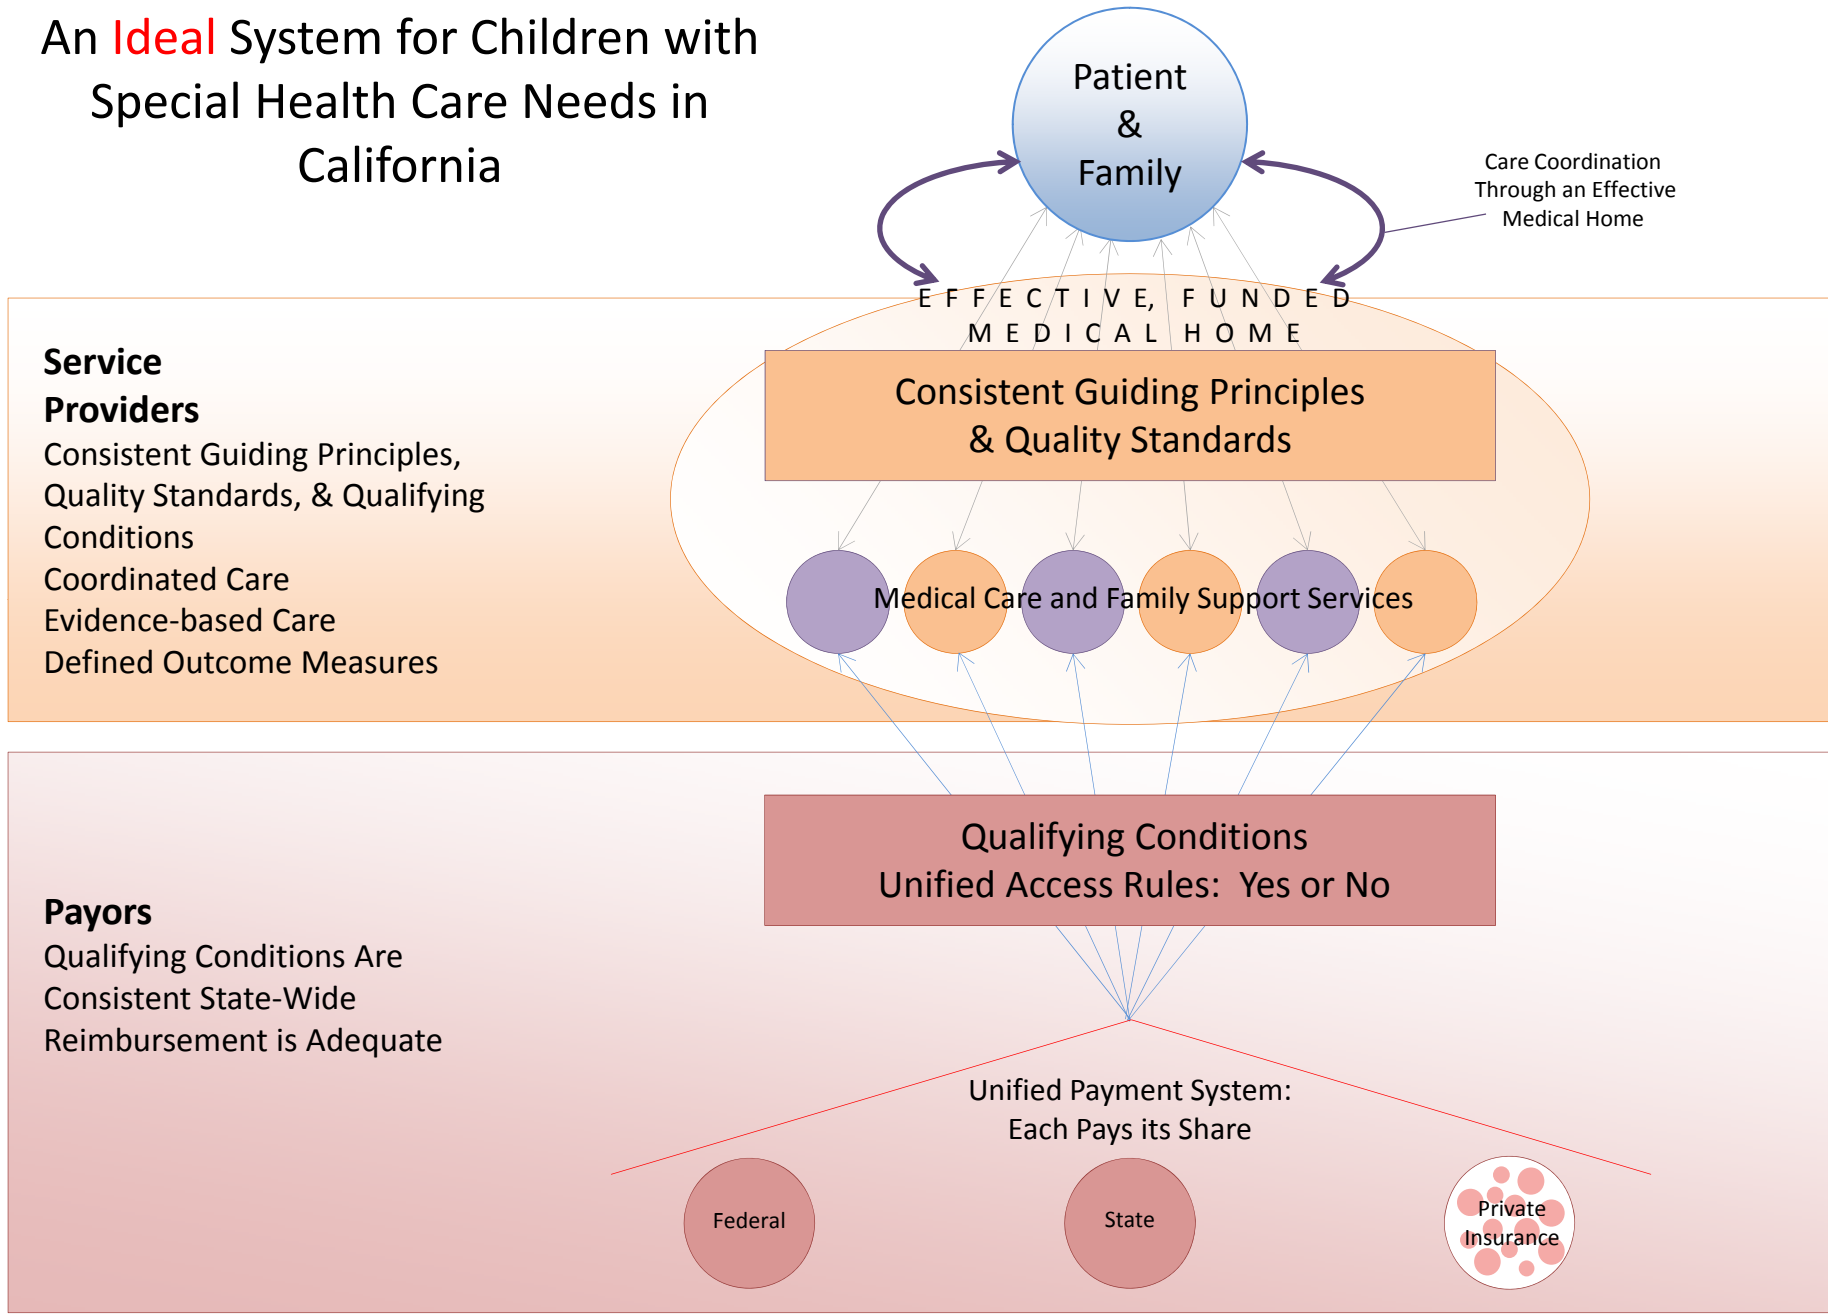 An Ideal System for Children with
Special Health Care Needs in
California
Patient
&
Family
Care Coordination
Through an Effective
Medical Home
EFFECTIVE, FUNDED
MEDICAL HOME
Service
Providers
Consistent Guiding Principles,
Quality Standards, & Qualifying
Conditions
Coordinated Care
Evidence-based Care
Defined Outcome Measures
Consistent Guiding Principles
& Quality Standards
Medical Care and Family Support Services
Payors
Qualifying Conditions Are
Consistent State-Wide
Reimbursement is Adequate
Qualifying Conditions
Unified Access Rules:  Yes or No
Unified Payment System:
Each Pays its Share
Federal
State
Private
Insurance